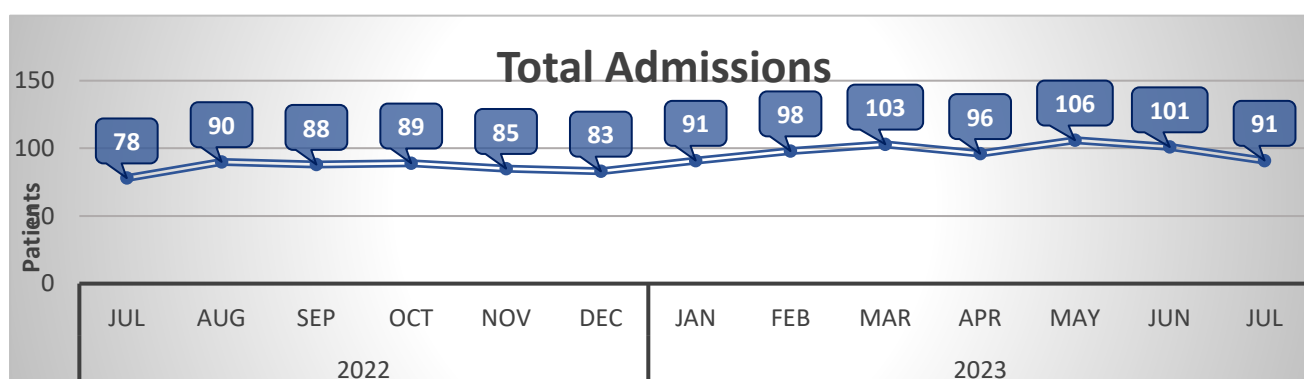 Total Admissions
150
100
50
0
Patients
78 90 88 89 85 83 91 98 103 96 106 101 91
JUL AUG SEP OCT NOV DEC JAN FEB MAR APR MAY JUN JUL
2022 2023